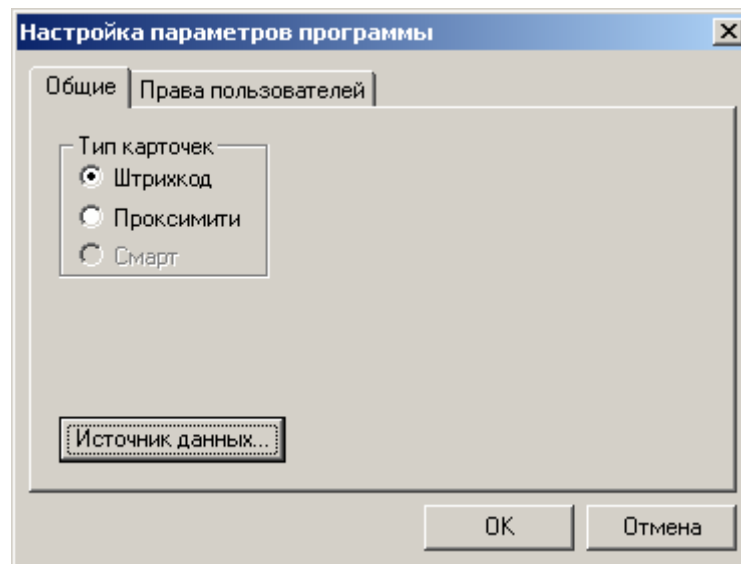 Настройка параметров программы
Общие
Права пользователей
Тип карточек
Штрихкод
Проксимити
Смарт
Источник данных...
OK
Отмена